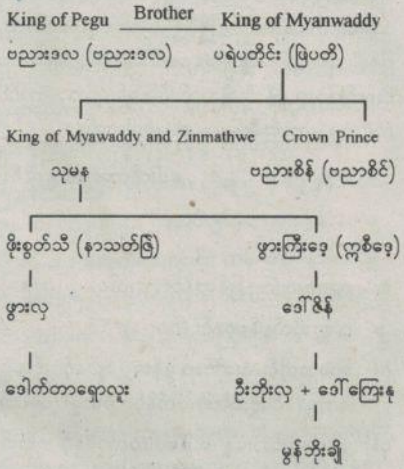 King of Pegu Brother King of Myanwaddy
ဗညားဒလ (ဗညားဒလ) ပရဲပတိုင်း (ဖြဲပတိ)
King of Myawaddy and Zinmathwe Crown Prince
သုမန ဗညားစိန် (ဗညာစိင်)
ဖိုးစွတ်သီ (နာသတ်ဇြဲ) ဖွားကြီးဒေ့ (ဣစီဒေ့)
ဖွားလှ ဒေါ်ဇိန်
ဒေါက်တာရှောလူး ဦးဘိုးလှ + ဒေါ်ကြေးနု
မွန်ဘိုးချို